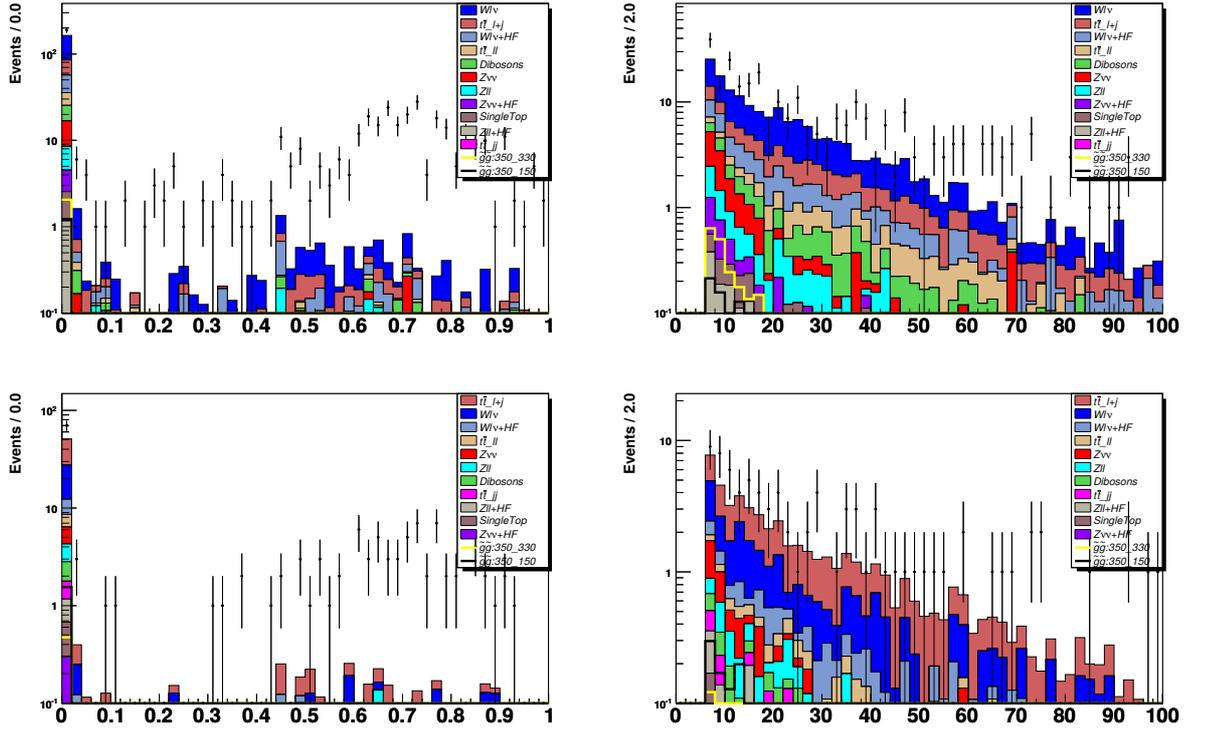 Events / 0.0
10²
10
1
10⁻¹
0 0.1 0.2 0.3 0.4 0.5 0.6 0.7 0.8 0.9 1
Wlν
tt̄_l+j
Wlν+HF
tt̄_ll
Dibosons
Zνν
Zll
Zνν+HF
SingleTop
Zll+HF
tt̄_jj
g̃g̃:350_330
g̃g̃:350_150
Events / 2.0
10
1
10⁻¹
0 10 20 30 40 50 60 70 80 90 100
Wlν
tt̄_l+j
Wlν+HF
tt̄_ll
Dibosons
Zνν
Zll
Zνν+HF
SingleTop
Zll+HF
tt̄_jj
g̃g̃:350_330
g̃g̃:350_150
Events / 0.0
10²
10
1
10⁻¹
0 0.1 0.2 0.3 0.4 0.5 0.6 0.7 0.8 0.9 1
tt̄_l+j
Wlν
Wlν+HF
tt̄_ll
Zνν
Zll
Dibosons
tt̄_jj
Zll+HF
SingleTop
Zνν+HF
g̃g̃:350_330
g̃g̃:350_150
Events / 2.0
10
1
10⁻¹
0 10 20 30 40 50 60 70 80 90 100
tt̄_l+j
Wlν
Wlν+HF
tt̄_ll
Zνν
Zll
Dibosons
tt̄_jj
Zll+HF
SingleTop
Zνν+HF
g̃g̃:350_330
g̃g̃:350_150